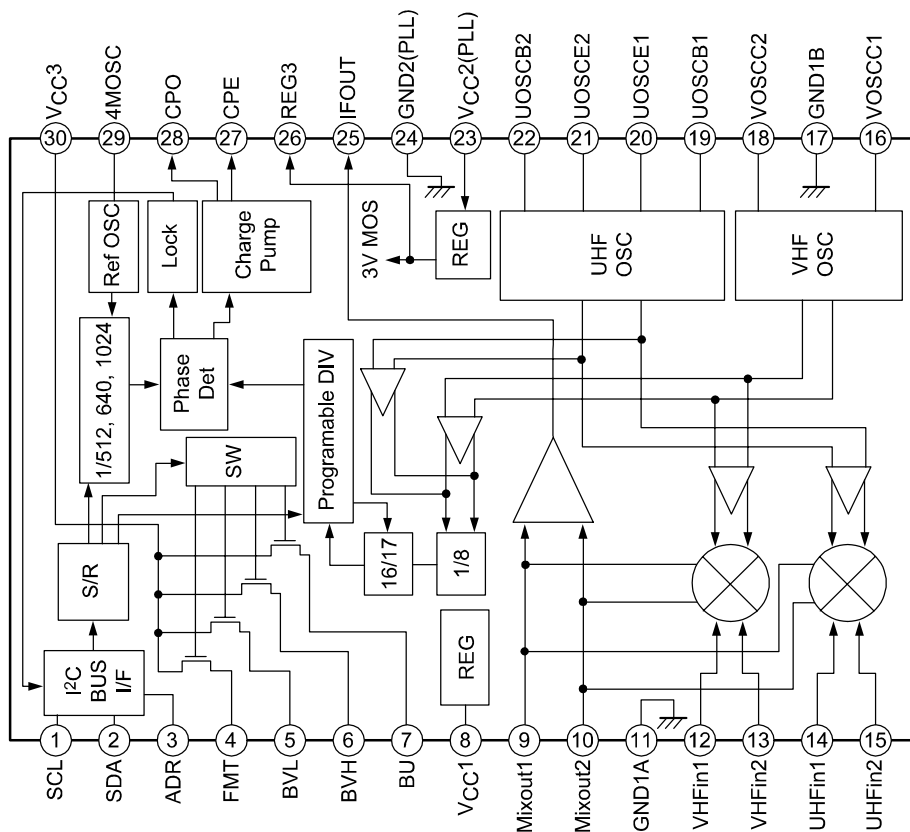 VCC3
4MOSC
CPO
CPE
REG3
IFOUT
GND2(PLL)
VCC2(PLL)
UOSCB2
UOSCE2
UOSCE1
UOSCB1
VOSCC2
GND1B
VOSCC1
30
29
28
27
26
25
24
23
22
21
20
19
18
17
16
Ref OSC
Lock
Charge
Pump
3V MOS
REG
UHF
OSC
VHF
OSC
1/512, 640, 1024
Phase
Det
Programable DIV
SW
S/R
16/17
1/8
I2C
BUS
I/F
REG
1
2
3
4
5
6
7
8
9
10
11
12
13
14
15
SCL
SDA
ADR
FMT
BVL
BVH
BU
VCC1
Mixout1
Mixout2
GND1A
VHFin1
VHFin2
UHFin1
UHFin2